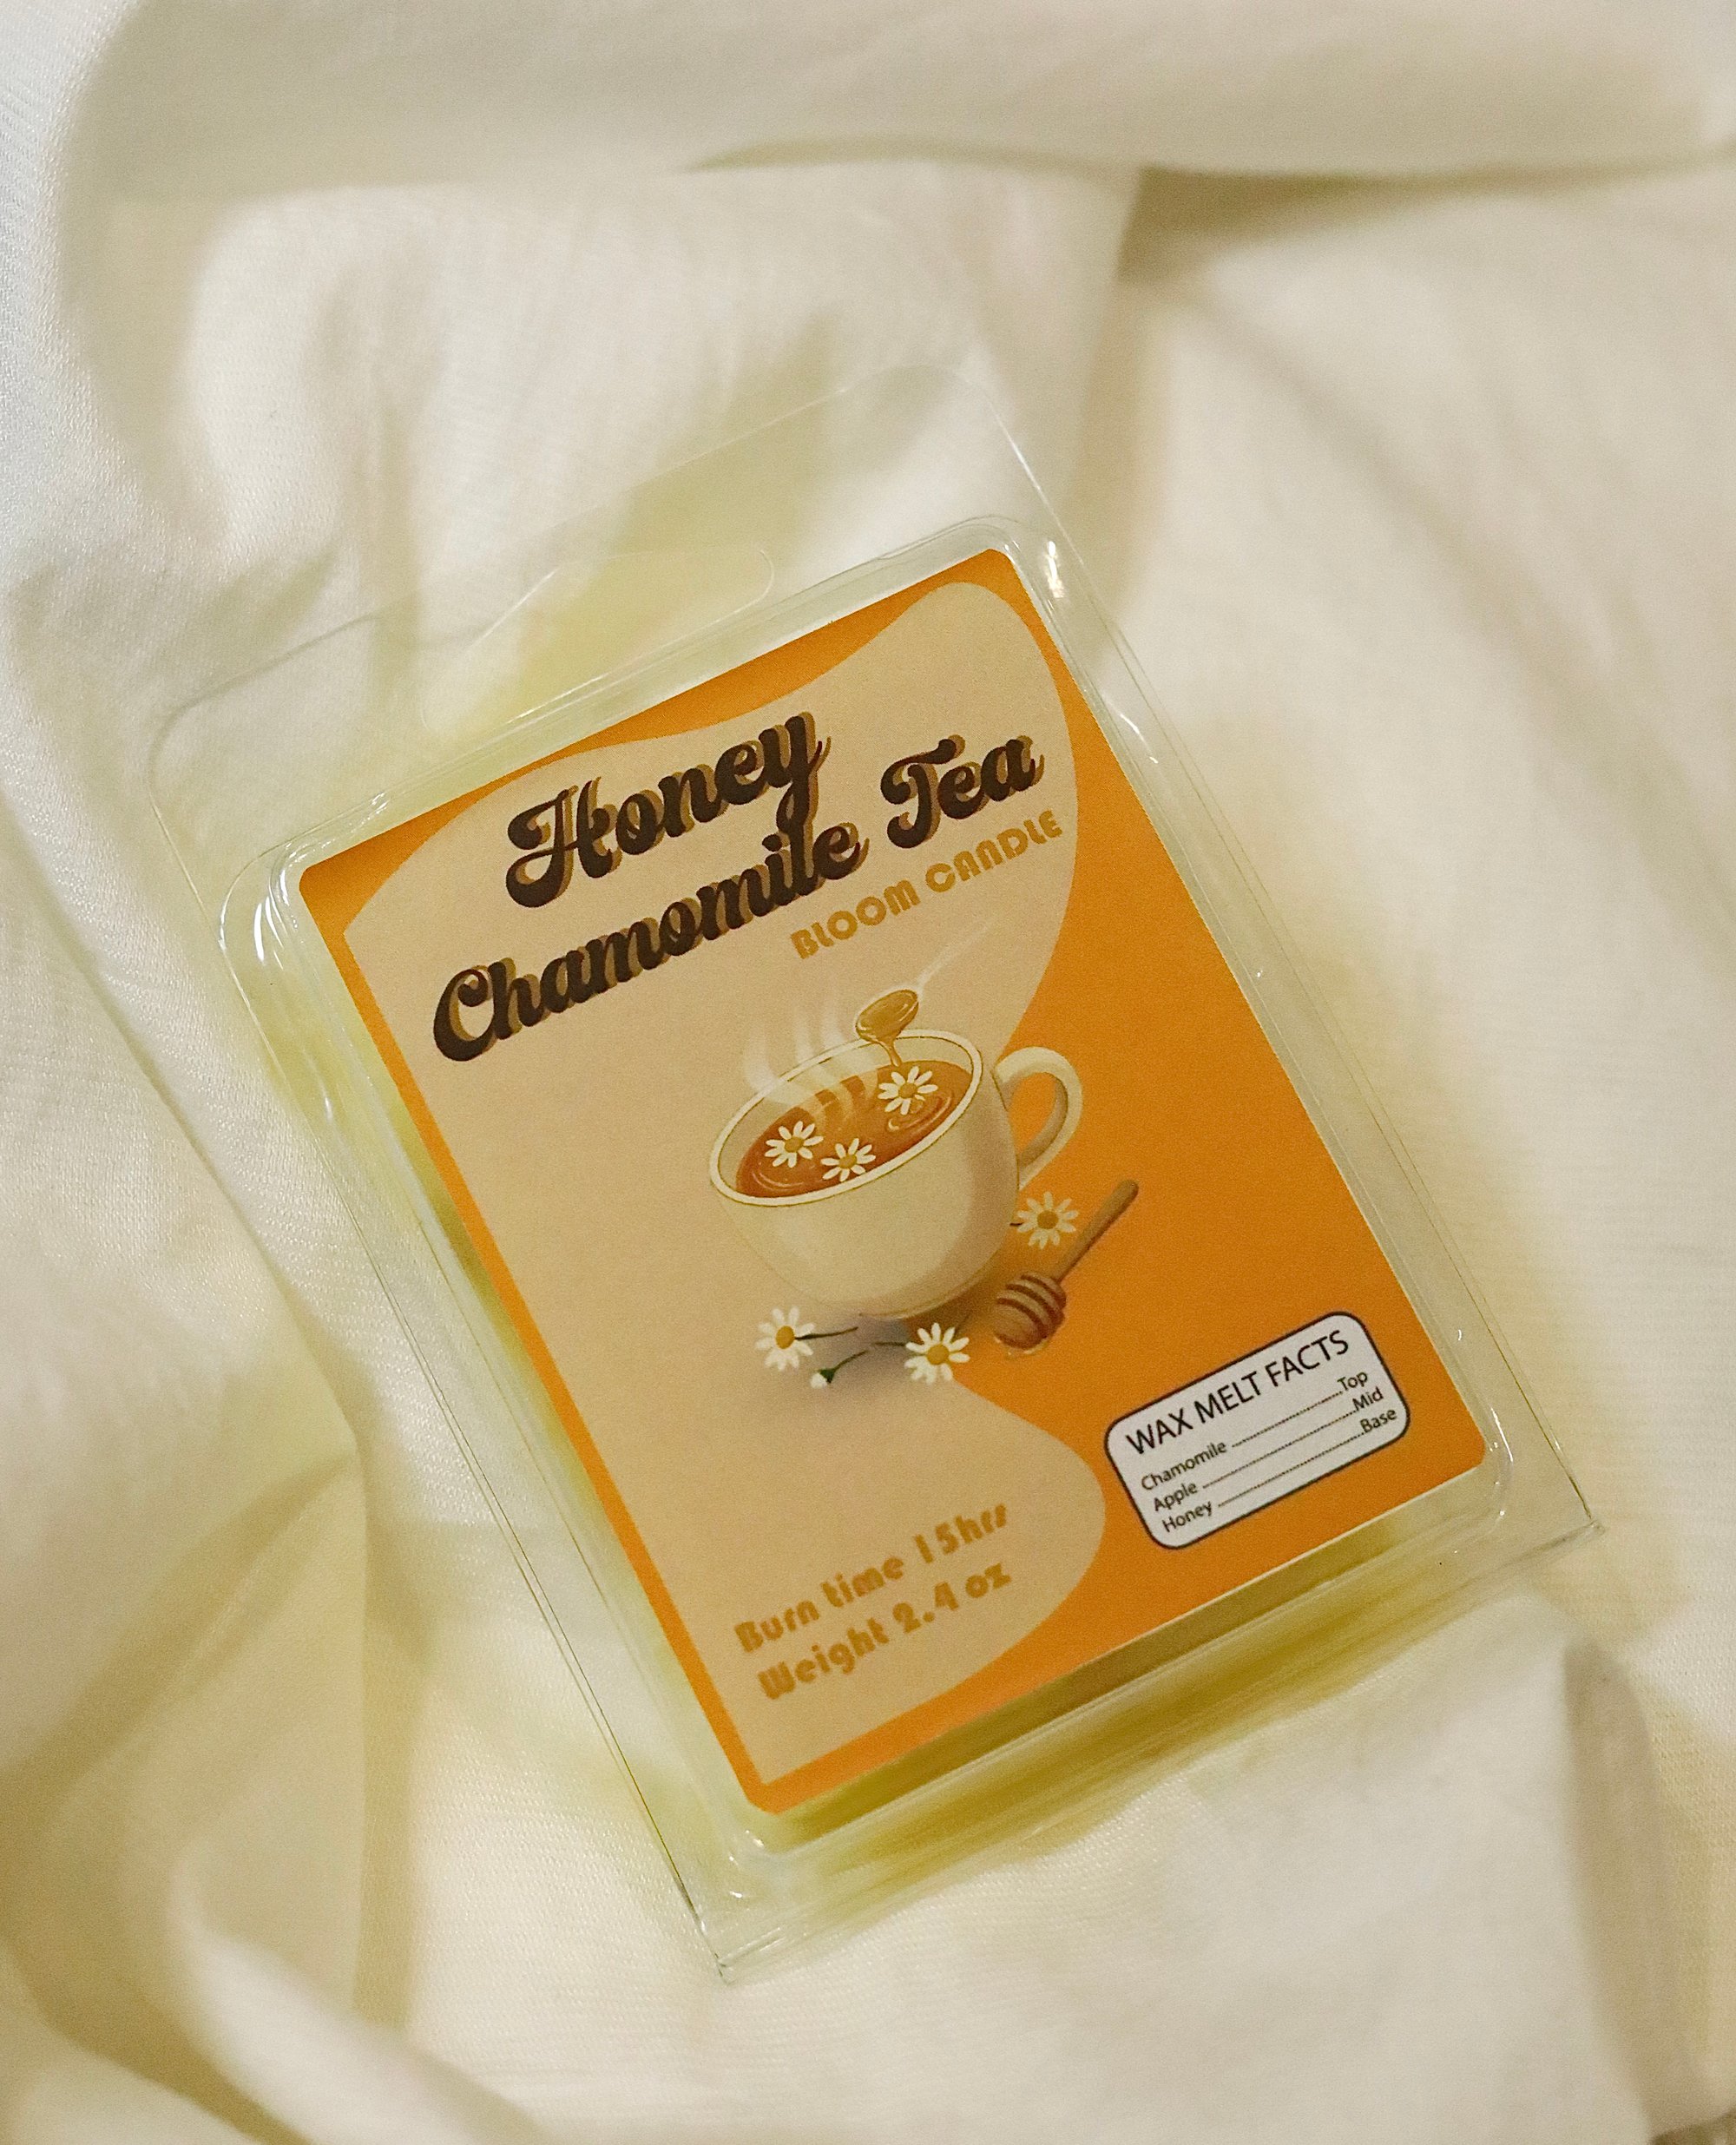 Honey
Chamomile Tea
BLOOM CANDLE
WAX MELT FACTS
Chamomile ........................Top
Apple ........................Mid
Honey ........................Base
Burn time 15hrs
Weight 2.4 oz